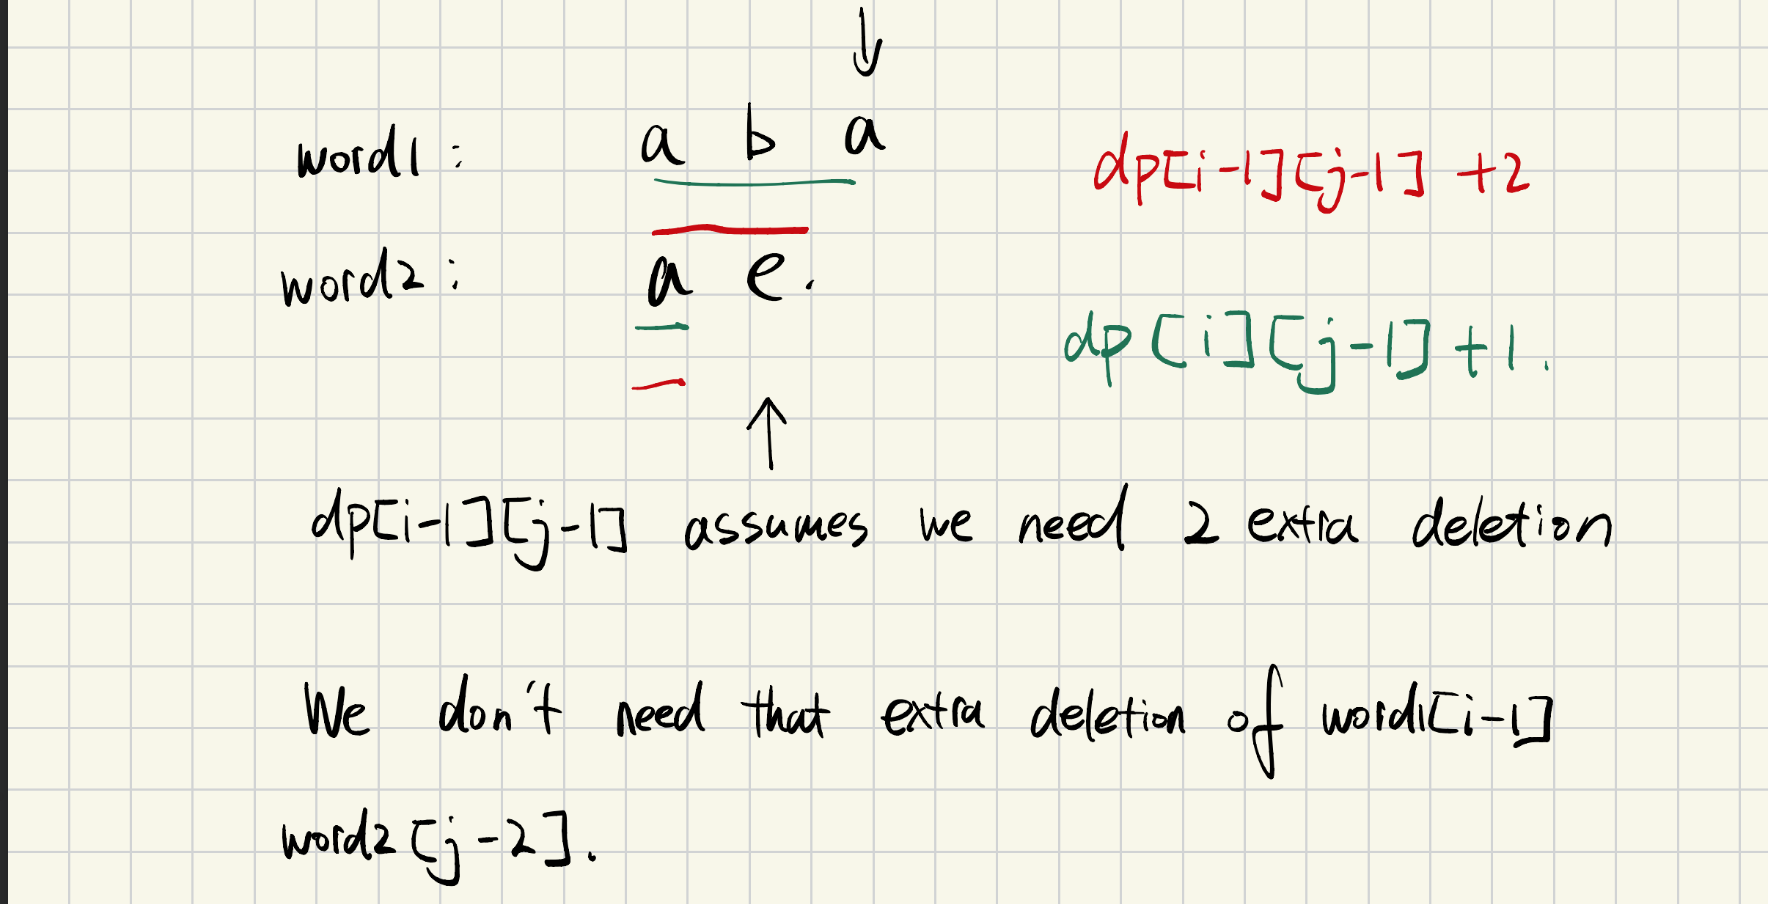 word1 : a b a
dp[i-1][j-1] +2
word2 : a e.
dp[i][j-1] +1.
dp[i-1][j-1] assumes we need 2 extra deletion
We don't need that extra deletion of word1[i-1]
word2[j-2].